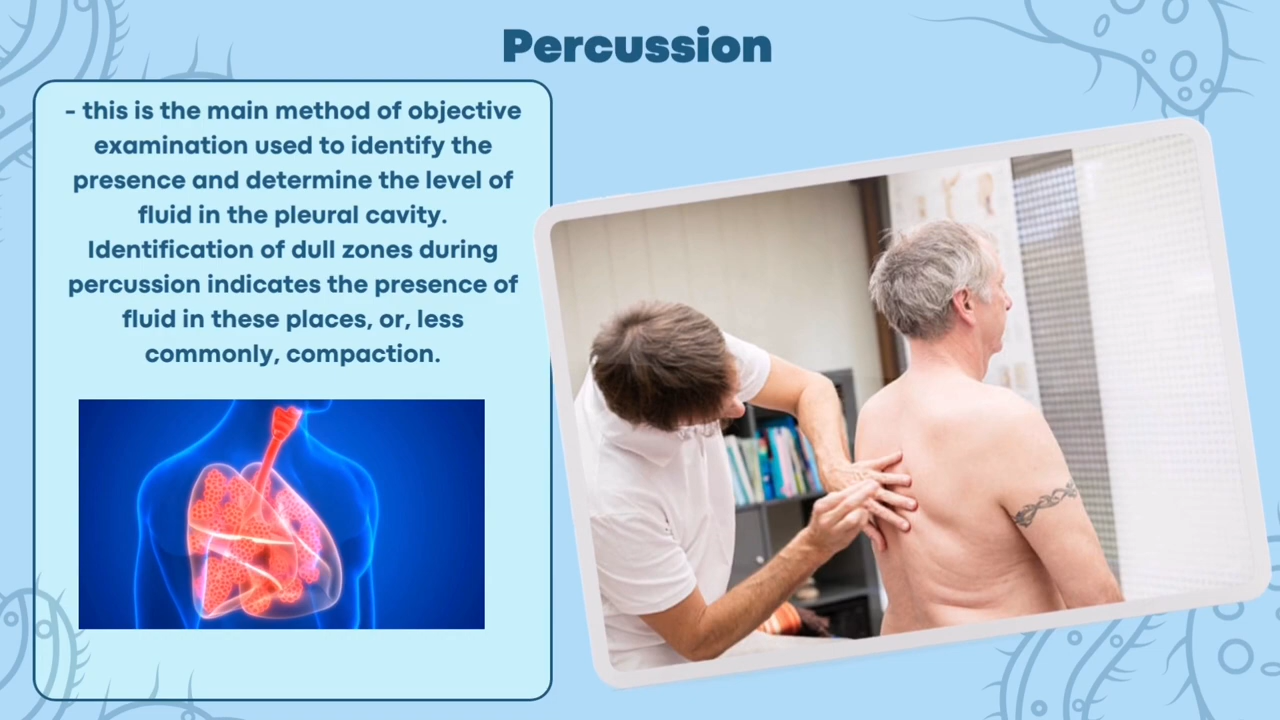 Percussion
- this is the main method of objective
examination used to identify the
presence and determine the level of
fluid in the pleural cavity.
Identification of dull zones during
percussion indicates the presence of
fluid in these places, or, less
commonly, compaction.